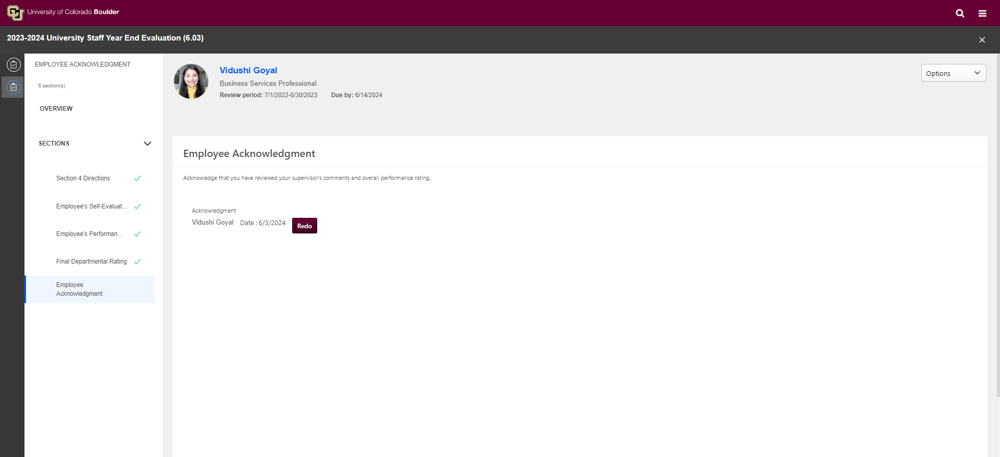 University of Colorado Boulder
2023-2024 University Staff Year End Evaluation (6.03)
EMPLOYEE ACKNOWLEDGMENT
5 section(s)
OVERVIEW
SECTIONS
Section 4 Directions
Employee's Self-Evaluat...
Employee's Performan...
Final Departmental Rating
Employee
Acknowledgment
Vidushi Goyal
Business Services Professional
Review period: 7/1/2022-6/30/2023 Due by: 6/14/2024
Options
Employee Acknowledgment
Acknowledge that you have reviewed your supervisor's comments and overall performance rating.
Acknowledgment
Vidushi Goyal Date : 6/3/2024 Redo